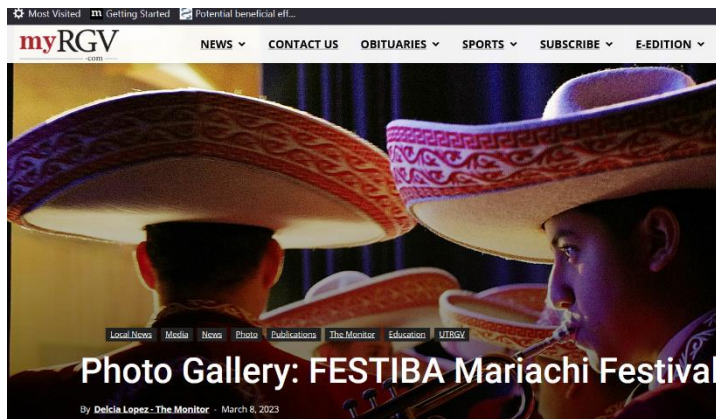 Most Visited m Getting Started Potential beneficial eff...
myRGV NEWS CONTACT US OBITUARIES SPORTS SUBSCRIBE E-EDITION
.com
Local News Media News Photo Publications The Monitor Education UTRGV
Photo Gallery: FESTIBA Mariachi Festival
By Delcia Lopez - The Monitor - March 8, 2023